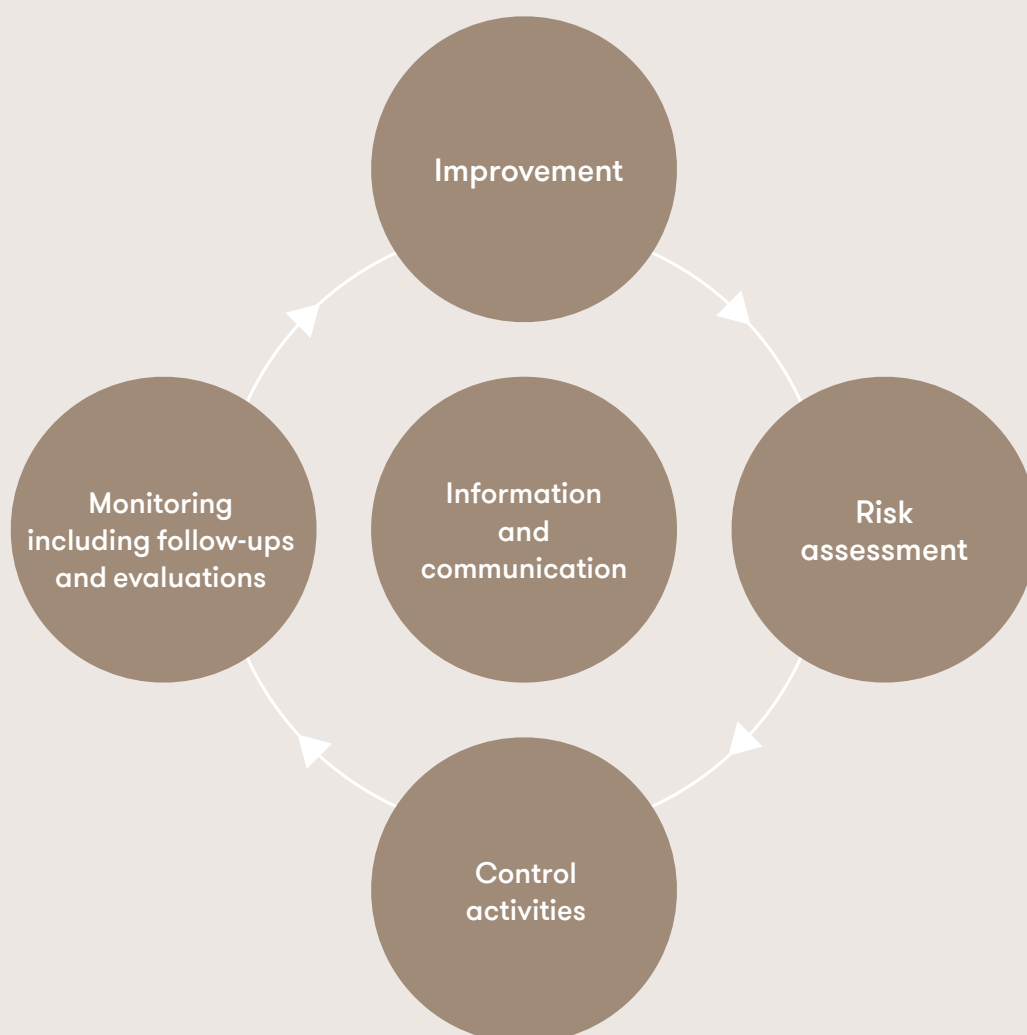 Improvement
Monitoring
including follow-ups
and evaluations
Information
and
communication
Risk
assessment
Control
activities